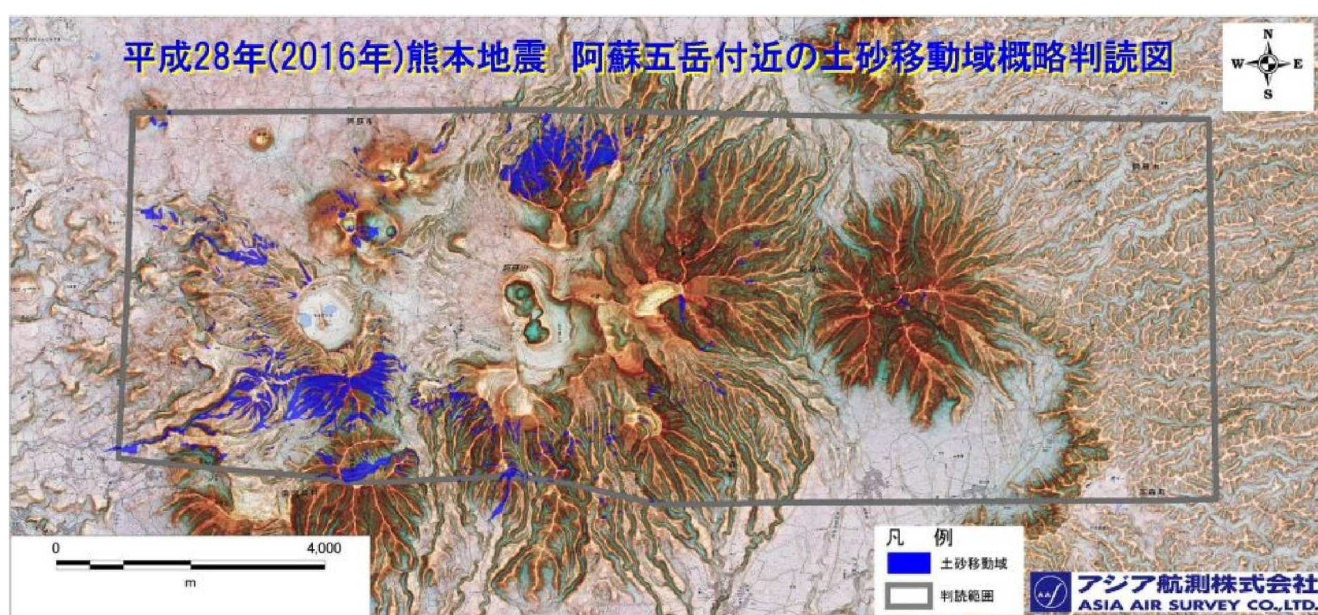 平成28年(2016年)熊本地震 阿蘇五岳付近の土砂移動域概略判読図
N
W E
S
阿蘇山
0 4,000
m
凡 例
土砂移動域
判読範囲
アジア航測株式会社
ASIA AIR SURVEY CO.,LTD.